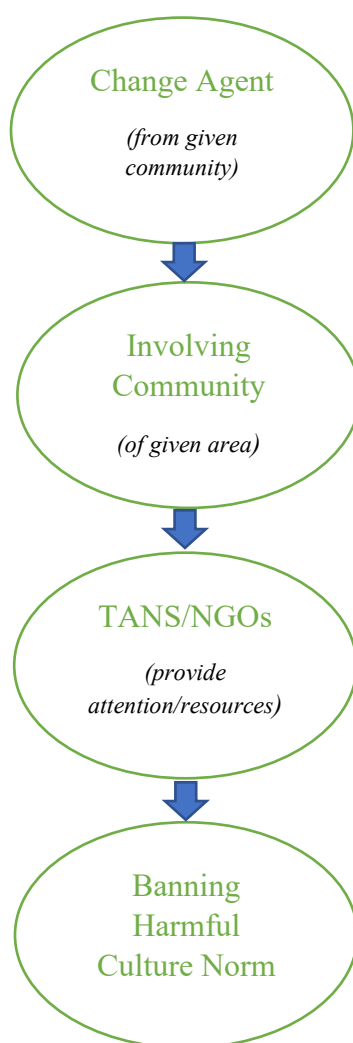 Change Agent
(from given
community)
Involving
Community
(of given area)
TANS/NGOs
(provide
attention/resources)
Banning
Harmful
Culture Norm